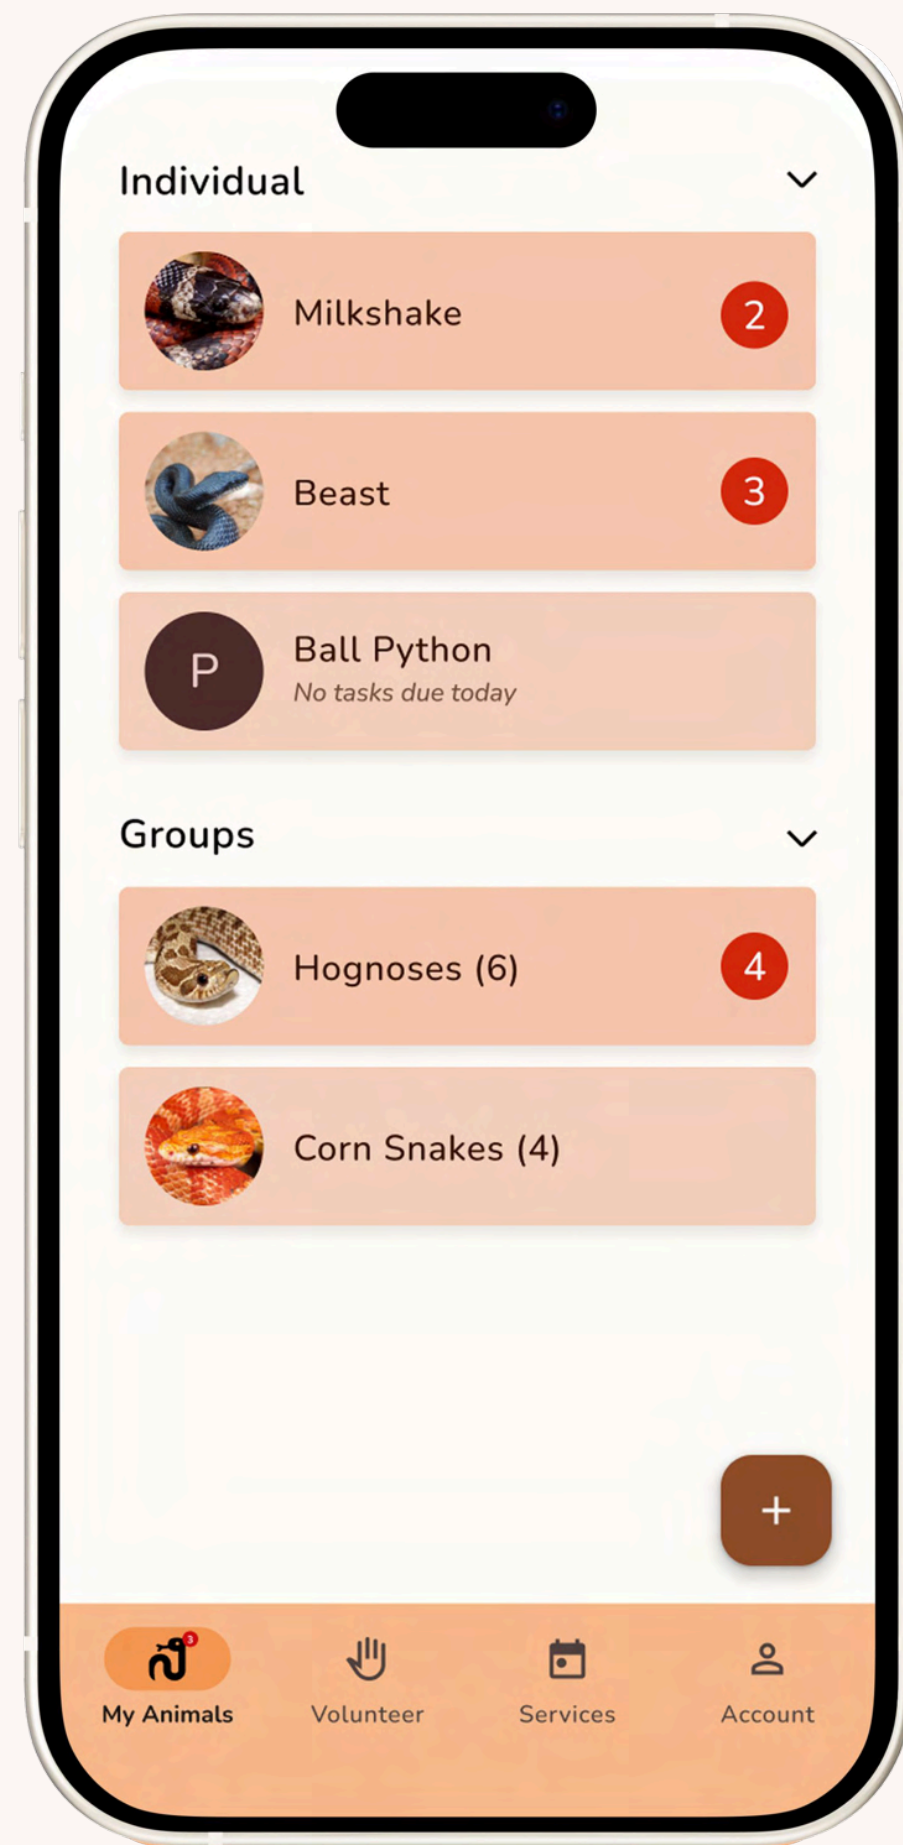 Individual
Milkshake
2
Beast
3
P
Ball Python
No tasks due today
Groups
Hognoses (6)
4
Corn Snakes (4)
+
3
My Animals
Volunteer
Services
Account